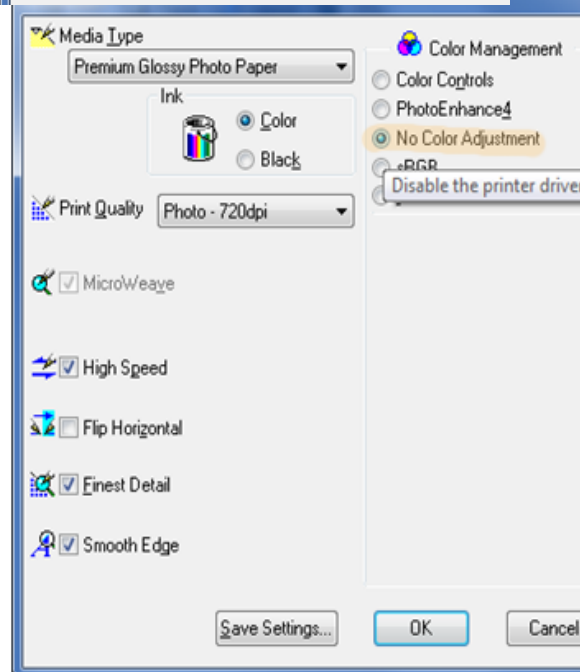 Media Type
Premium Glossy Photo Paper
Ink
Color
Black
Print Quality
Photo - 720dpi
MicroWeave
High Speed
Flip Horizontal
Finest Detail
Smooth Edge
Color Management
Color Controls
PhotoEnhance4
No Color Adjustment
sRGB
Disable the printer driver
Save Settings...
OK
Cancel